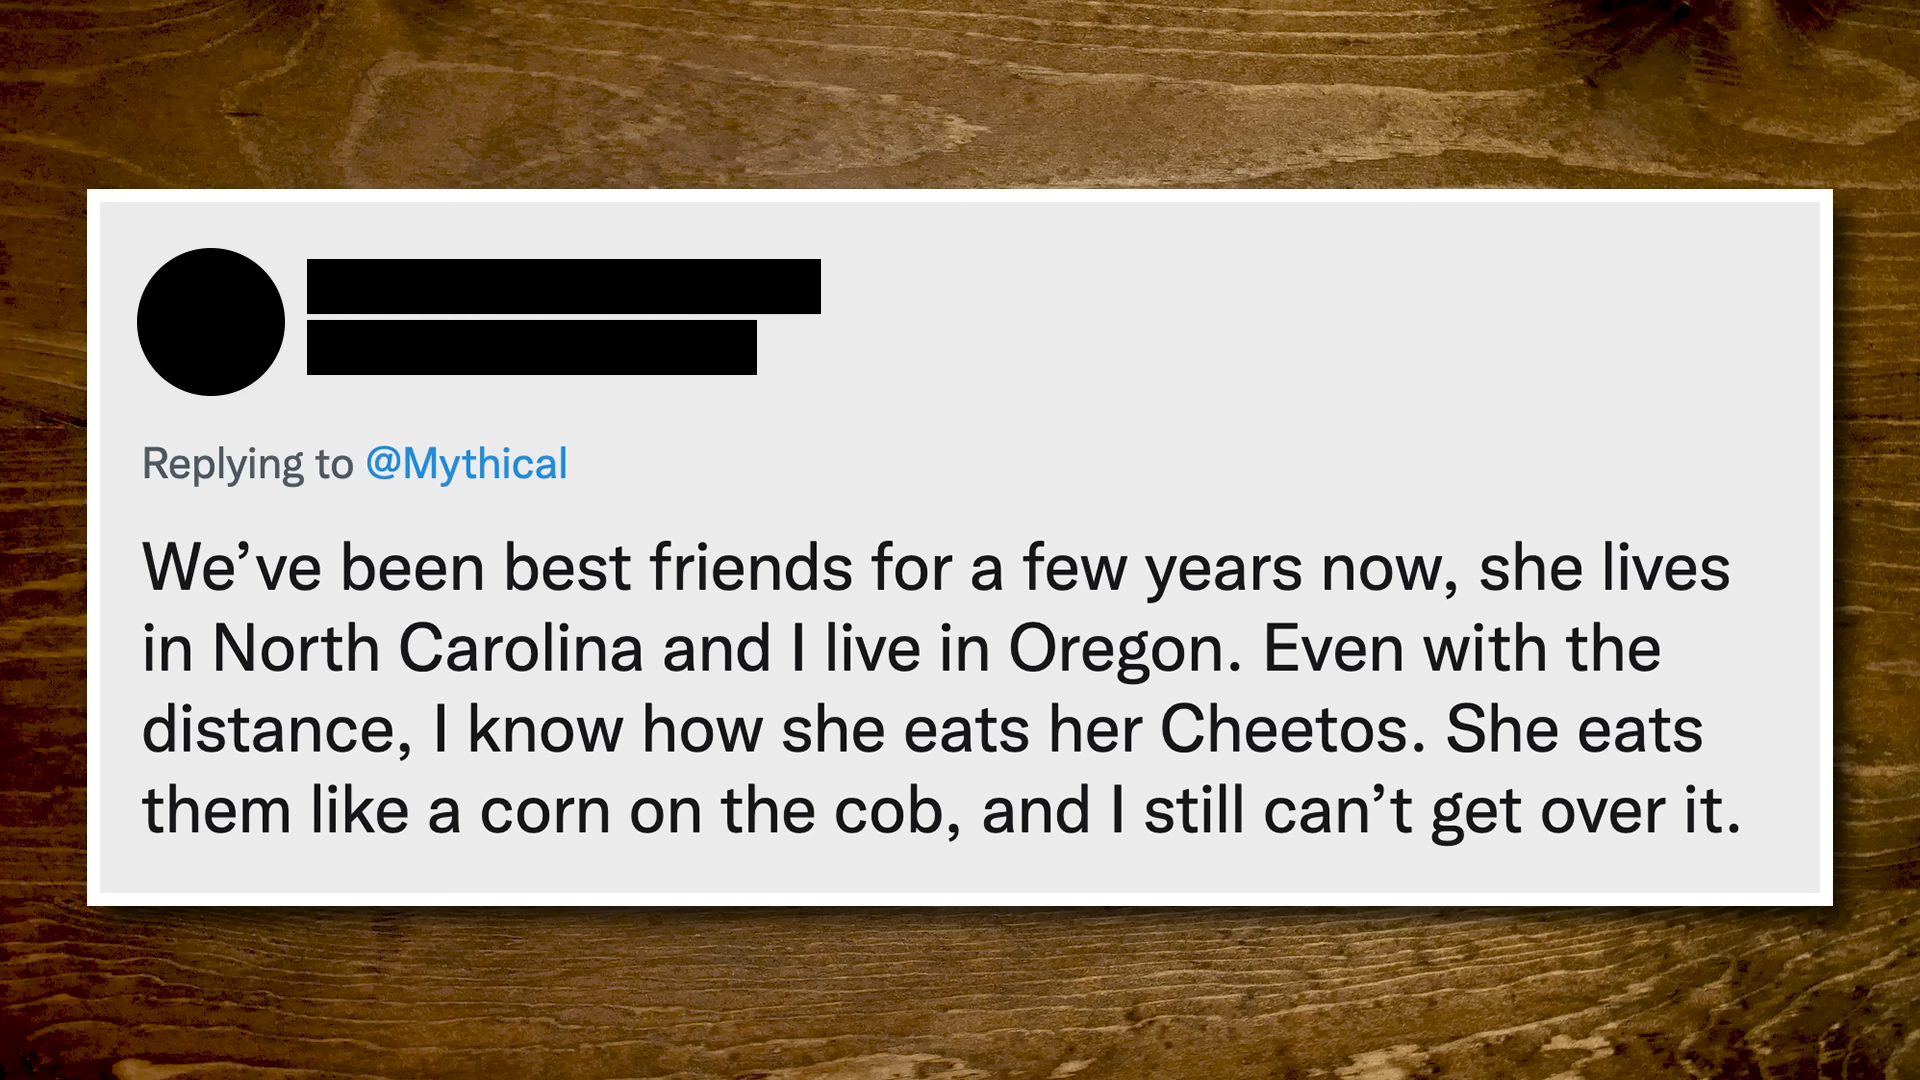 Replying to @Mythical
We’ve been best friends for a few years now, she lives
in North Carolina and I live in Oregon. Even with the
distance, I know how she eats her Cheetos. She eats
them like a corn on the cob, and I still can’t get over it.